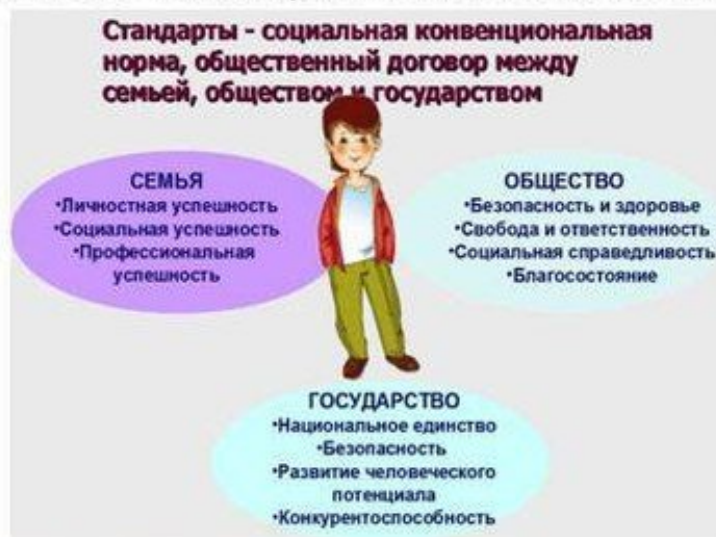 Стандарты - социальная конвенциональная
норма, общественный договор между
семьей, обществом и государством
СЕМЬЯ
•Личностная успешность
•Социальная успешность
•Профессиональная
успешность
ОБЩЕСТВО
•Безопасность и здоровье
•Свобода и ответственность
•Социальная справедливость
•Благосостояние
ГОСУДАРСТВО
•Национальное единство
•Безопасность
•Развитие человеческого
потенциала
•Конкурентоспособность